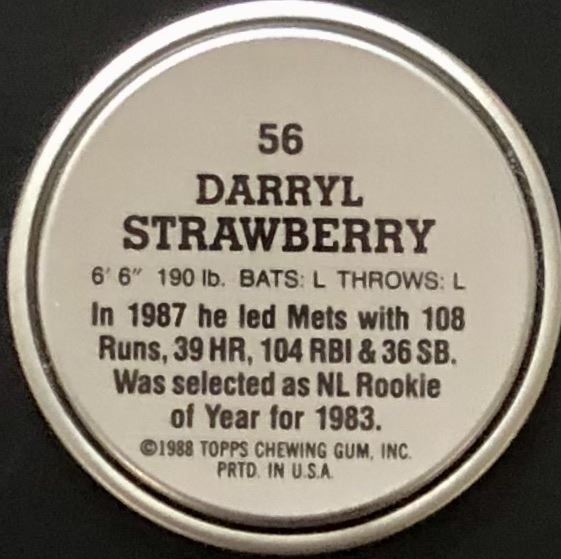 56
DARRYL
STRAWBERRY
6' 6" 190 lb. BATS: L THROWS: L
In 1987 he led Mets with 108
Runs, 39 HR, 104 RBI & 36 SB.
Was selected as NL Rookie
of Year for 1983.
©1988 TOPPS CHEWING GUM, INC.
PRTD. IN U.S.A.